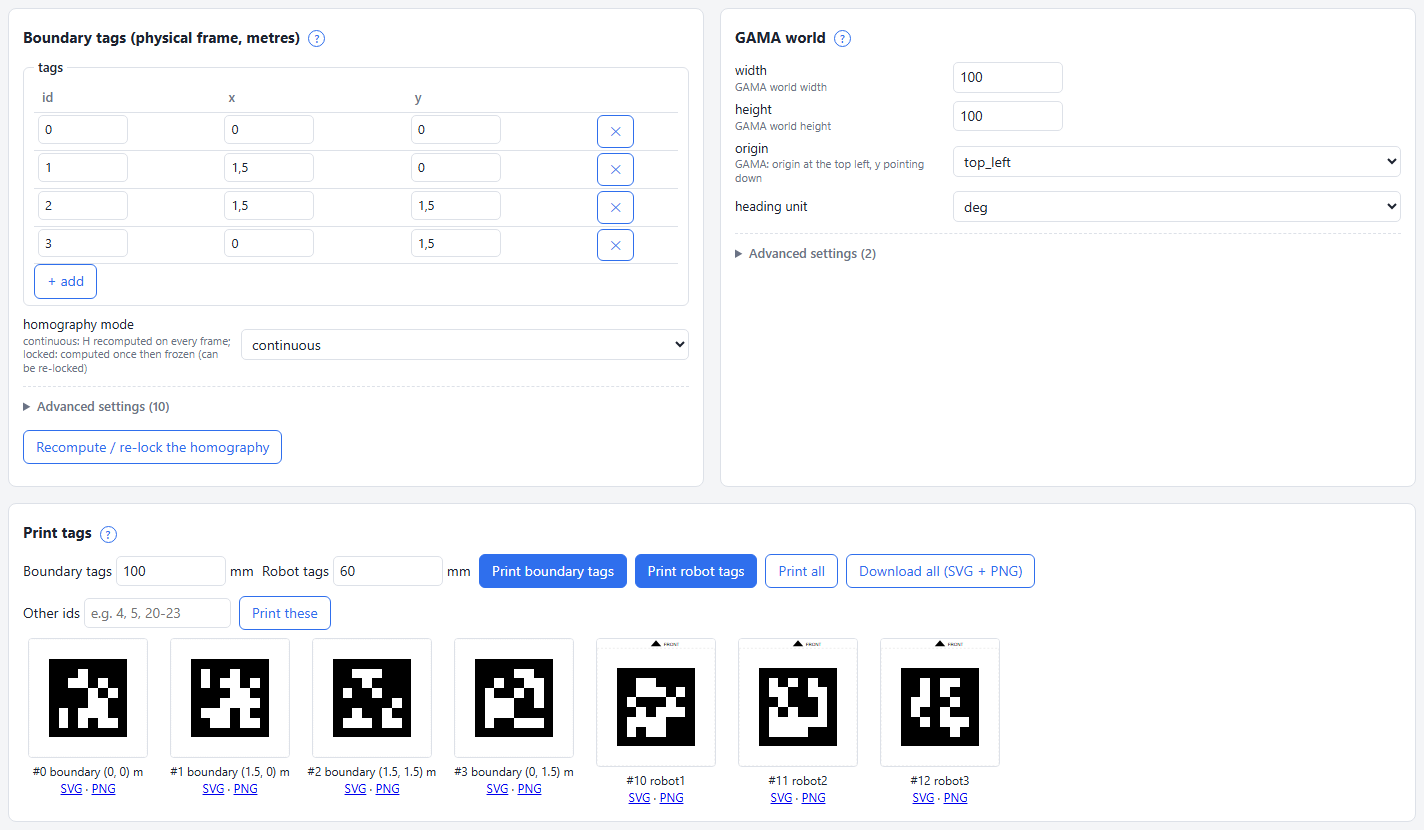 Boundary tags (physical frame, metres) ?
tags
id x y
0 0 0 ×
1 1,5 0 ×
2 1,5 1,5 ×
3 0 1,5 ×
+ add
homography mode
continuous: H recomputed on every frame;
locked: computed once then frozen (can
be re-locked)
continuous
Advanced settings (10)
Recompute / re-lock the homography
GAMA world ?
width
GAMA world width
100
height
GAMA world height
100
origin
GAMA: origin at the top left, y pointing
down
top_left
heading unit
deg
Advanced settings (2)
Print tags ?
Boundary tags 100 mm Robot tags 60 mm Print boundary tags Print robot tags Print all Download all (SVG + PNG)
Other ids e.g. 4, 5, 20-23 Print these
FRONT FRONT FRONT
#0 boundary (0, 0) m #1 boundary (1.5, 0) m #2 boundary (1.5, 1.5) m #3 boundary (0, 1.5) m #10 robot1 #11 robot2 #12 robot3
SVG · PNG SVG · PNG SVG · PNG SVG · PNG SVG · PNG SVG · PNG SVG · PNG